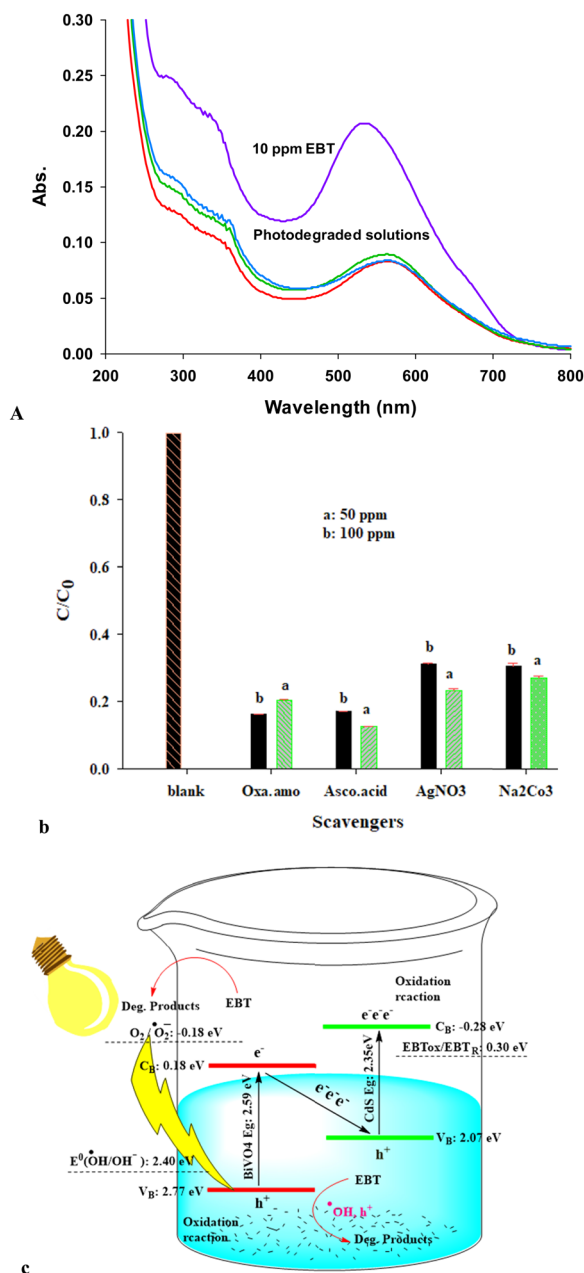 0.30
0.25
0.20
0.15
0.10
0.05
0.00
Abs.
10 ppm EBT
Photodegraded solutions
200 300 400 500 600 700 800
Wavelength (nm)
A
1.0
0.8
0.6
0.4
0.2
0.0
C/C0
a: 50 ppm
b: 100 ppm
b a b a b a b a
blank Oxa.amo Asco.acid AgNO3 Na2Co3
Scavengers
b
Oxidation
rcaction
Deg. Products
EBT
O2 / •O2−: -0.18 eV
e⁻e⁻e⁻
CB: -0.28 eV
EBTox/EBTR: 0.30 eV
CB: 0.18 eV
e⁻
BiVO4 Eg: 2.59 eV
e⁻e⁻e⁻
CdS Eg: 2.35eV
VB: 2.07 eV
h⁺
E⁰(•OH/OH⁻): 2.40 eV
VB: 2.77 eV
h⁺
EBT
•OH, h⁺
Deg. Products
Oxidation
rcaction
c